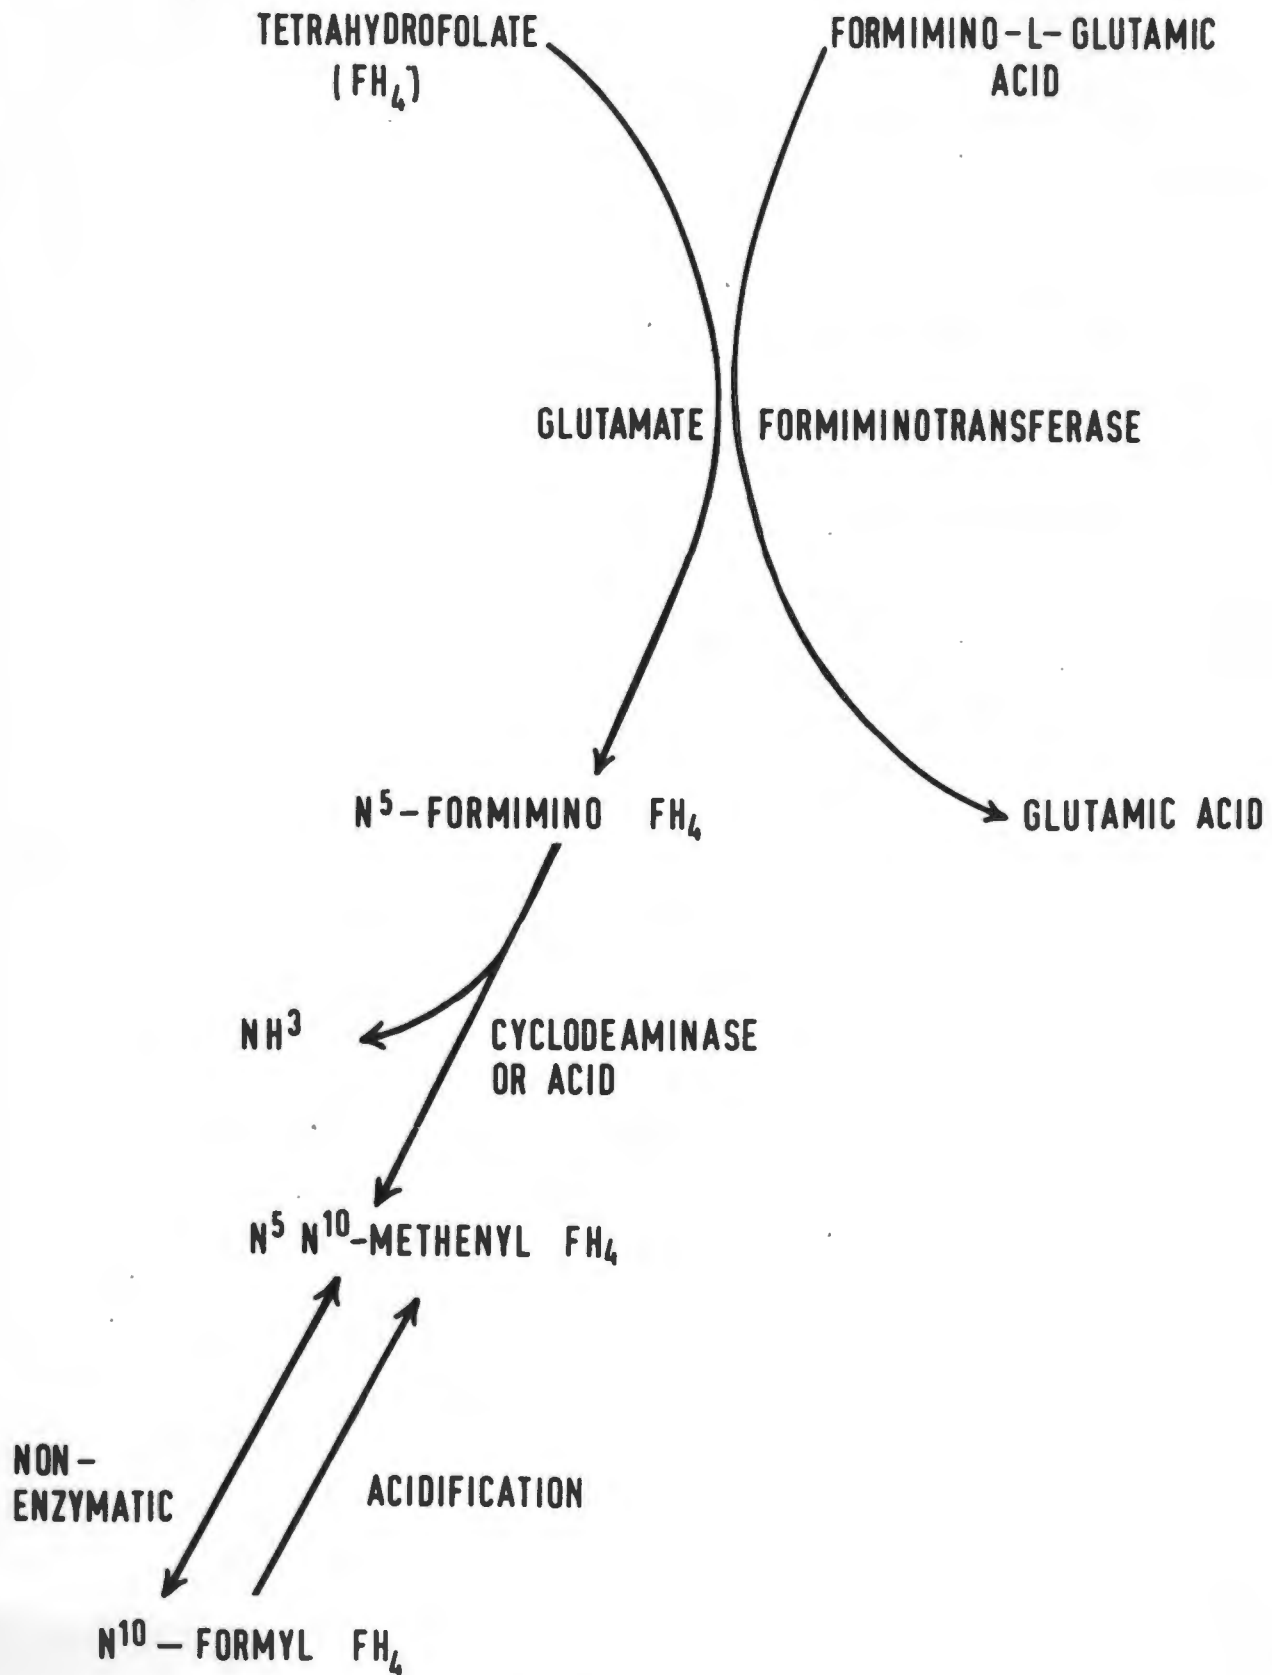 TETRAHYDROFOLATE
(FH₄)
FORMIMINO-L-GLUTAMIC
ACID
GLUTAMATE FORMIMINOTRANSFERASE
N⁵-FORMIMINO FH₄
GLUTAMIC ACID
NH³
CYCLODEAMINASE
OR ACID
N⁵ N¹⁰-METHENYL FH₄
NON-
ENZYMATIC
ACIDIFICATION
N¹⁰-FORMYL FH₄